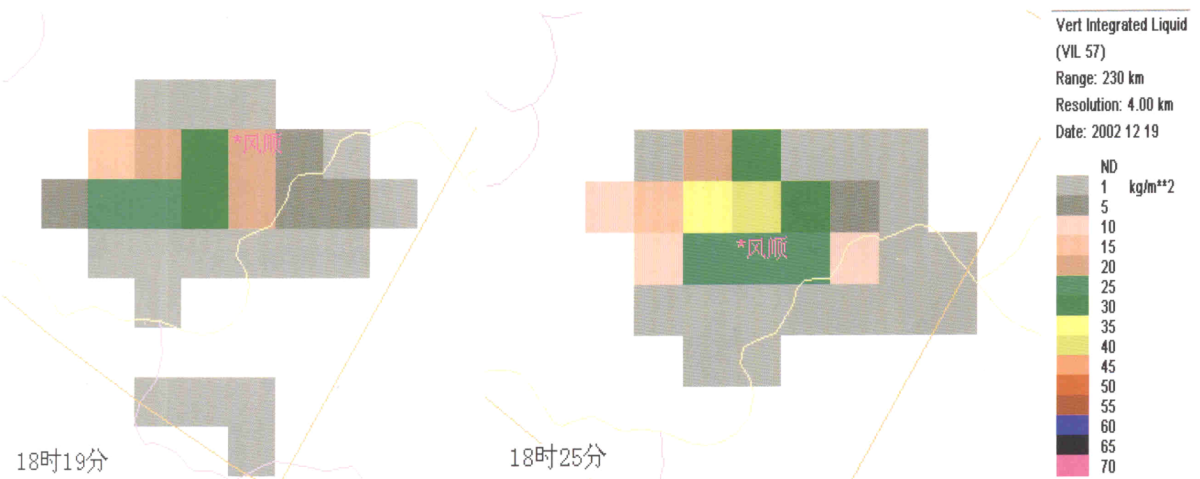 *风顺
18时19分
*风顺
18时25分
Vert Integrated Liquid
(VIL 57)
Range: 230 km
Resolution: 4.00 km
Date: 2002 12 19
ND
1 kg/m**2
5
10
15
20
25
30
35
40
45
50
55
60
65
70